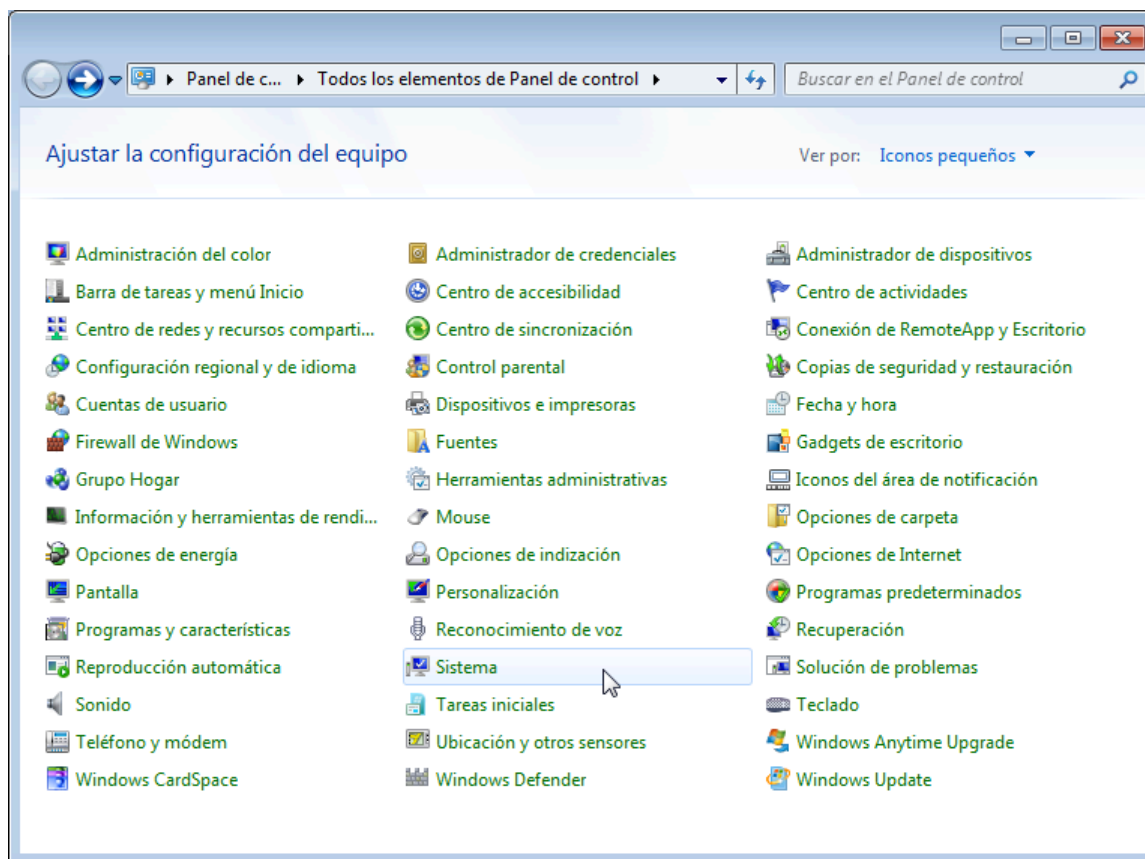 Panel de c... Todos los elementos de Panel de control Buscar en el Panel de control
Ajustar la configuración del equipo Ver por: Iconos pequeños
Administración del color Administrador de credenciales Administrador de dispositivos
Barra de tareas y menú Inicio Centro de accesibilidad Centro de actividades
Centro de redes y recursos comparti... Centro de sincronización Conexión de RemoteApp y Escritorio
Configuración regional y de idioma Control parental Copias de seguridad y restauración
Cuentas de usuario Dispositivos e impresoras Fecha y hora
Firewall de Windows Fuentes Gadgets de escritorio
Grupo Hogar Herramientas administrativas Iconos del área de notificación
Información y herramientas de rendi... Mouse Opciones de carpeta
Opciones de energía Opciones de indización Opciones de Internet
Pantalla Personalización Programas predeterminados
Programas y características Reconocimiento de voz Recuperación
Reproducción automática Sistema Solución de problemas
Sonido Tareas iniciales Teclado
Teléfono y módem Ubicación y otros sensores Windows Anytime Upgrade
Windows CardSpace Windows Defender Windows Update